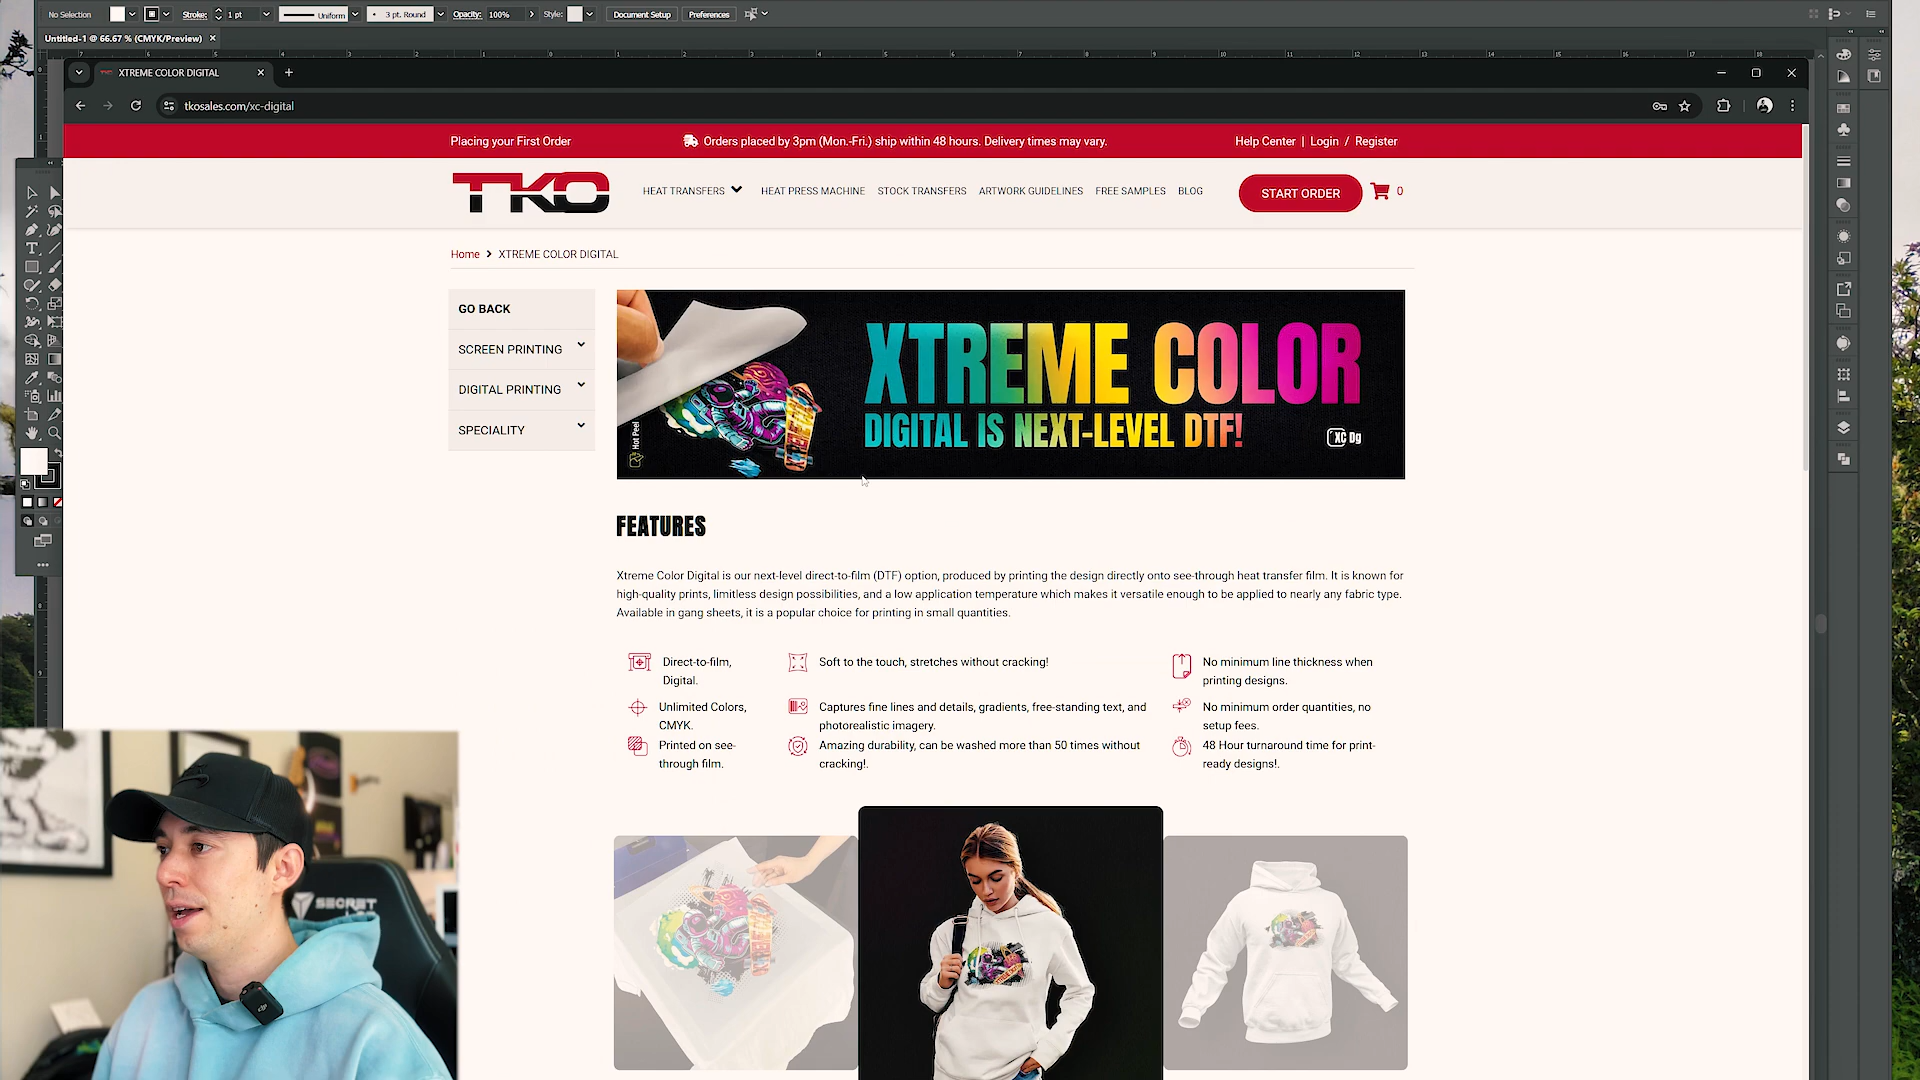 No Selection
Stroke:
1 pt
Uniform
3 pt. Round
Opacity:
100%
Style:
Document Setup
Preferences
Untitled-1 @ 66.67 % (CMYK/Preview)
XTREME COLOR DIGITAL
tkosales.com/xc-digital
Placing your First Order
Orders placed by 3pm (Mon.-Fri.) ship within 48 hours. Delivery times may vary.
Help Center | Login / Register
TKO
HEAT TRANSFERS
HEAT PRESS MACHINE
STOCK TRANSFERS
ARTWORK GUIDELINES
FREE SAMPLES
BLOG
START ORDER
0
Home
XTREME COLOR DIGITAL
GO BACK
SCREEN PRINTING
DIGITAL PRINTING
SPECIALITY
XTREME COLOR
DIGITAL IS NEXT-LEVEL DTF!
Hot Peel
XC Dg
FEATURES
Xtreme Color Digital is our next-level direct-to-film (DTF) option, produced by printing the design directly onto see-through heat transfer film. It is known for
high-quality prints, limitless design possibilities, and a low application temperature which makes it versatile enough to be applied to nearly any fabric type.
Available in gang sheets, it is a popular choice for printing in small quantities.
Direct-to-film,
Digital.
Soft to the touch, stretches without cracking!
No minimum line thickness when
printing designs.
Unlimited Colors,
CMYK.
Captures fine lines and details, gradients, free-standing text, and
photorealistic imagery.
No minimum order quantities, no
setup fees.
Printed on see-
through film.
Amazing durability, can be washed more than 50 times without
cracking!.
48 Hour turnaround time for print-
ready designs!.
SECRET